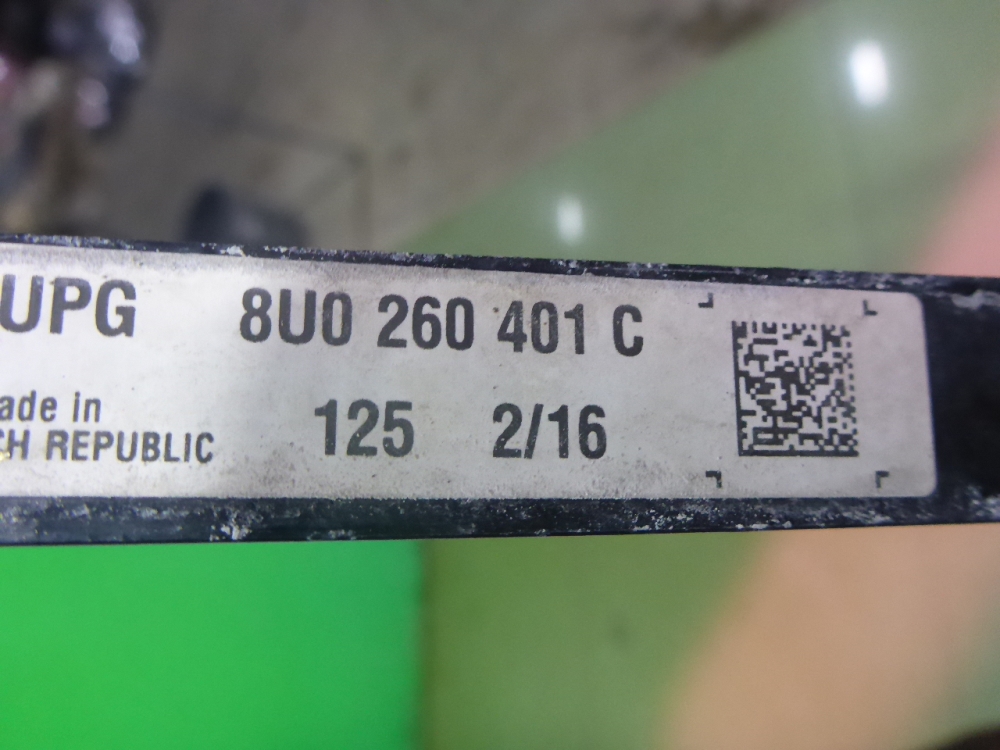 UPG 8U0 260 401 C
ade in
CH REPUBLIC 125 2/16